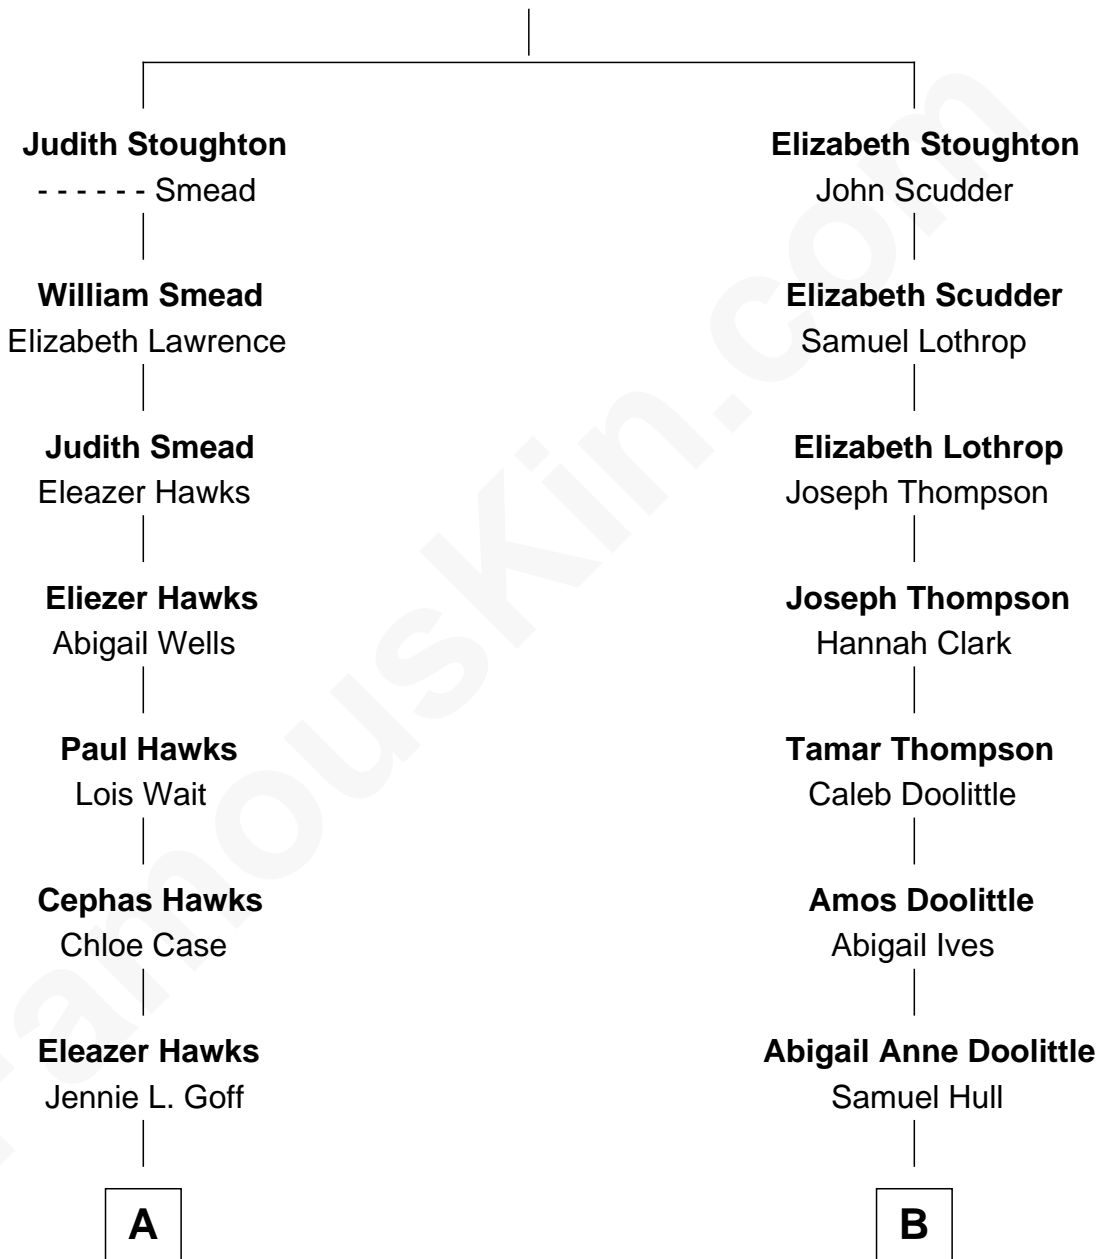 Judith Stoughton
- - - - - - Smead
William Smead
Elizabeth Lawrence
Judith Smead
Eleazer Hawks
Eliezer Hawks
Abigail Wells
Paul Hawks
Lois Wait
Cephas Hawks
Chloe Case
Eleazer Hawks
Jennie L. Goff
A
Elizabeth Stoughton
John Scudder
Elizabeth Scudder
Samuel Lothrop
Elizabeth Lothrop
Joseph Thompson
Joseph Thompson
Hannah Clark
Tamar Thompson
Caleb Doolittle
Amos Doolittle
Abigail Ives
Abigail Anne Doolittle
Samuel Hull
B
FamousKin.com